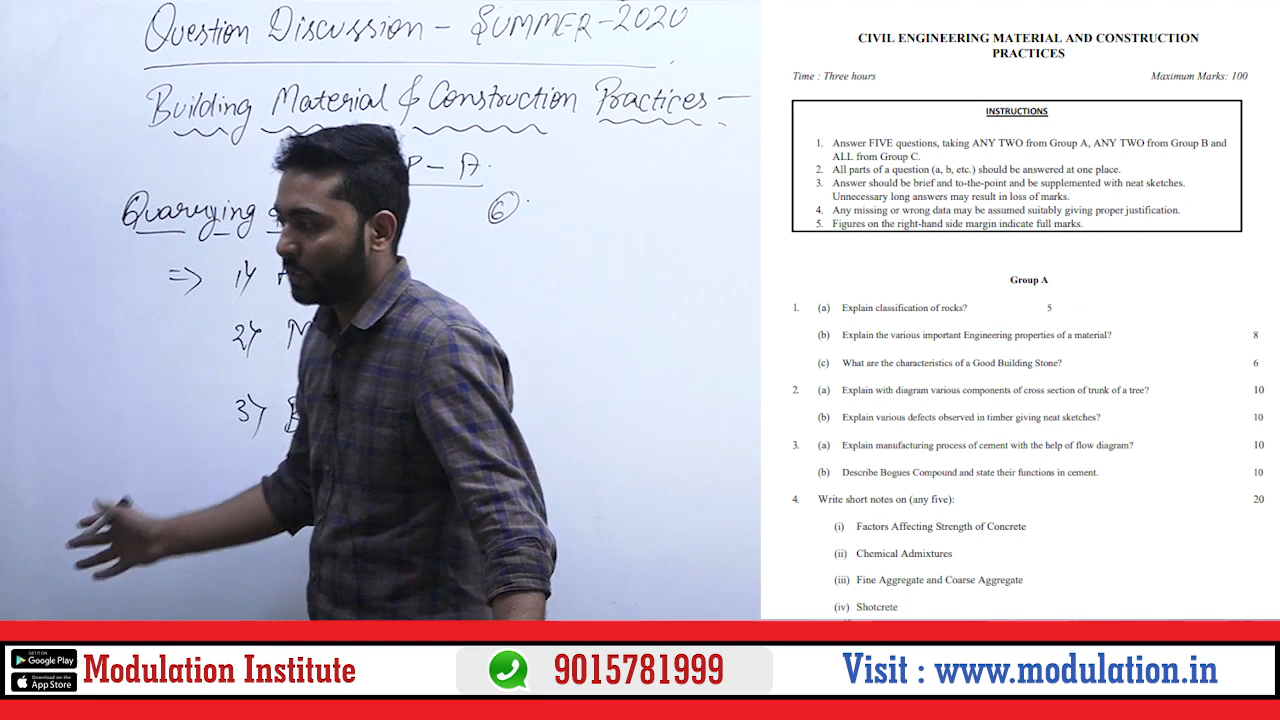 Question Discussion - SUMMER-2020
Building Material & Construction Practices -
P - A.
Quarrying
⑥.
=> 1)
2) M
3)
CIVIL ENGINEERING MATERIAL AND CONSTRUCTION
PRACTICES
Time : Three hours
Maximum Marks: 100
INSTRUCTIONS
1. Answer FIVE questions, taking ANY TWO from Group A, ANY TWO from Group B and
ALL from Group C.
2. All parts of a question (a, b, etc.) should be answered at one place.
3. Answer should be brief and to-the-point and be supplemented with neat sketches.
Unnecessary long answers may result in loss of marks.
4. Any missing or wrong data may be assumed suitably giving proper justification.
5. Figures on the right-hand side margin indicate full marks.
Group A
1. (a) Explain classification of rocks? 5
(b) Explain the various important Engineering properties of a material? 8
(c) What are the characteristics of a Good Building Stone? 6
2. (a) Explain with diagram various components of cross section of trunk of a tree? 10
(b) Explain various defects observed in timber giving neat sketches? 10
3. (a) Explain manufacturing process of cement with the help of flow diagram? 10
(b) Describe Bogues Compound and state their functions in cement. 10
4. Write short notes on (any five): 20
(i) Factors Affecting Strength of Concrete
(ii) Chemical Admixtures
(iii) Fine Aggregate and Coarse Aggregate
(iv) Shotcrete
GET IT ON
Google Play
Download on the
App Store
Modulation Institute
9015781999
Visit : www.modulation.in